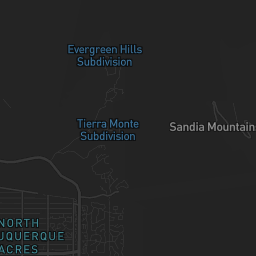 Evergreen Hills
Subdivision
Tierra Monte
Subdivision
Sandia Mountain
NORTH
UQUERQUE
ACRES